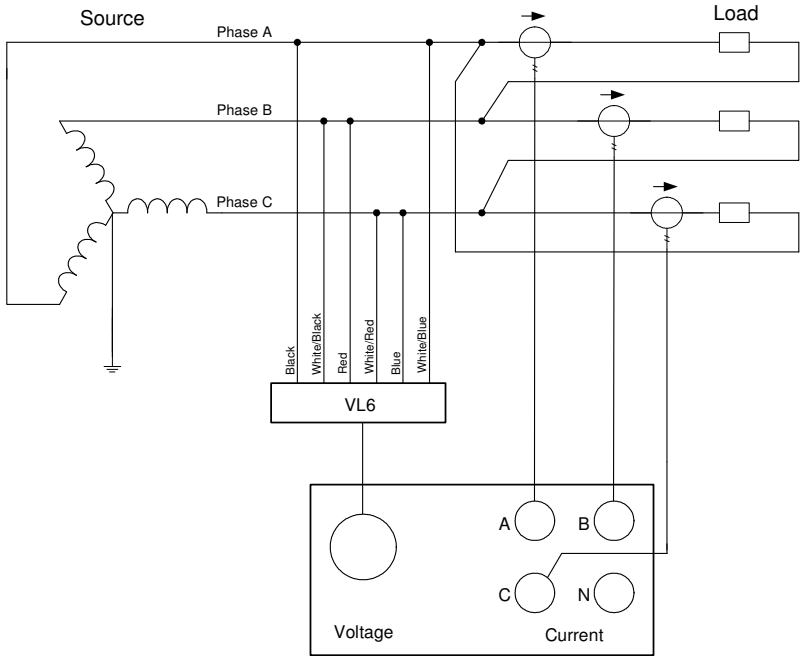 Source
Load
Phase A
Phase B
Phase C
Black
White/Black
Red
White/Red
Blue
White/Blue
VL6
A
B
C
N
Voltage
Current